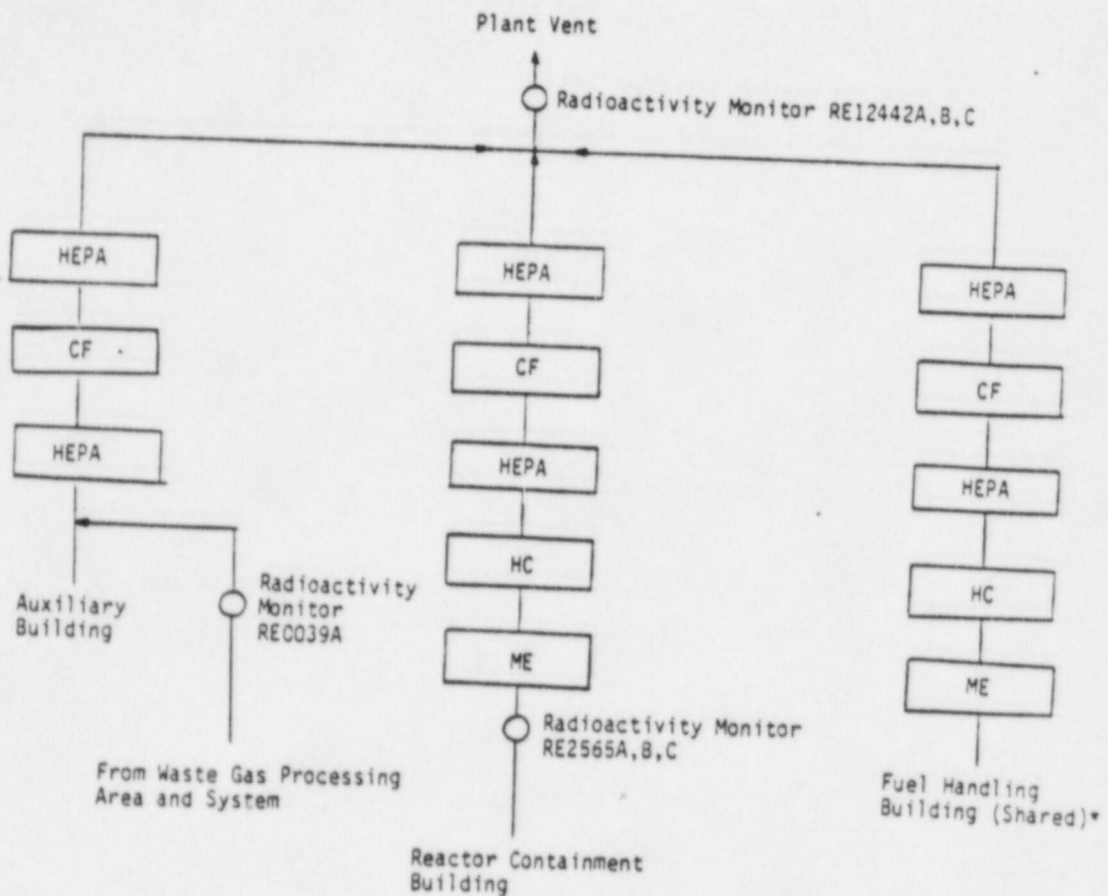 Plant Vent
Radioactivity Monitor RE12442A,B,C
HEPA
CF
HEPA
Auxiliary
Building
Radioactivity
Monitor
RE0039A
From Waste Gas Processing
Area and System
HEPA
CF
HEPA
HC
ME
Radioactivity Monitor
RE2565A,B,C
Reactor Containment
Building
HEPA
CF
HEPA
HC
ME
Fuel Handling
Building (Shared)*